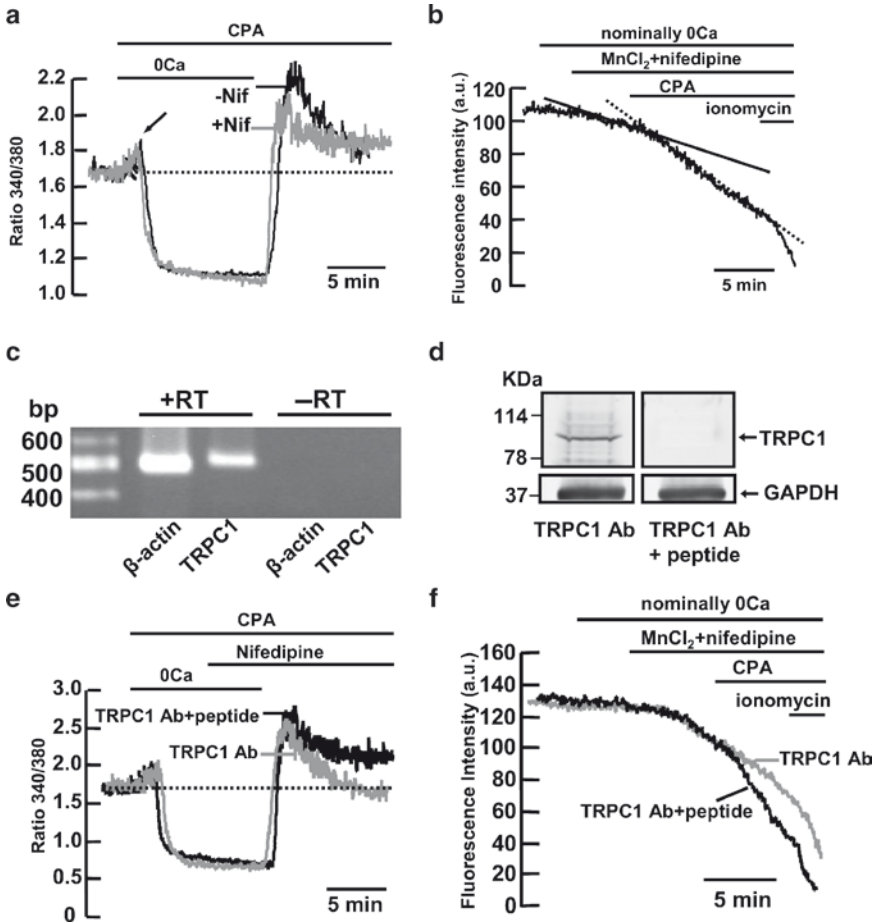 a
CPA
0Ca
2.2
2.0
1.8
1.6
1.4
1.2
1.0
Ratio 340/380
-Nif
+Nif
5 min
b
nominally 0Ca
MnCl₂+nifedipine
CPA
ionomycin
120
100
80
60
40
20
0
Fluorescence intensity (a.u.)
5 min
c
+RT
–RT
bp
600
500
400
β-actin
TRPC1
β-actin
TRPC1
d
KDa
114
78
37
TRPC1
GAPDH
TRPC1 Ab
TRPC1 Ab
+ peptide
e
CPA
Nifedipine
0Ca
3.0
2.5
2.0
1.5
1.0
0.5
0
Ratio 340/380
TRPC1 Ab+peptide
TRPC1 Ab
5 min
f
nominally 0Ca
MnCl₂+nifedipine
CPA
ionomycin
160
140
120
100
80
60
40
20
0
Fluorescence Intensity (a.u.)
TRPC1 Ab
TRPC1 Ab+peptide
5 min